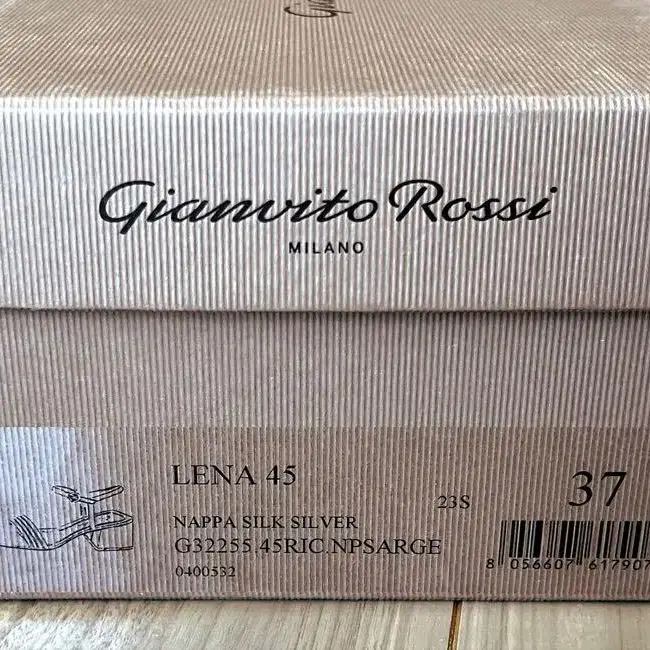 Gianvito Rossi
MILANO
LENA 45
23S
37
NAPPA SILK SILVER
G32255.45RIC.NPSARGE
0400532
8 056607 617907